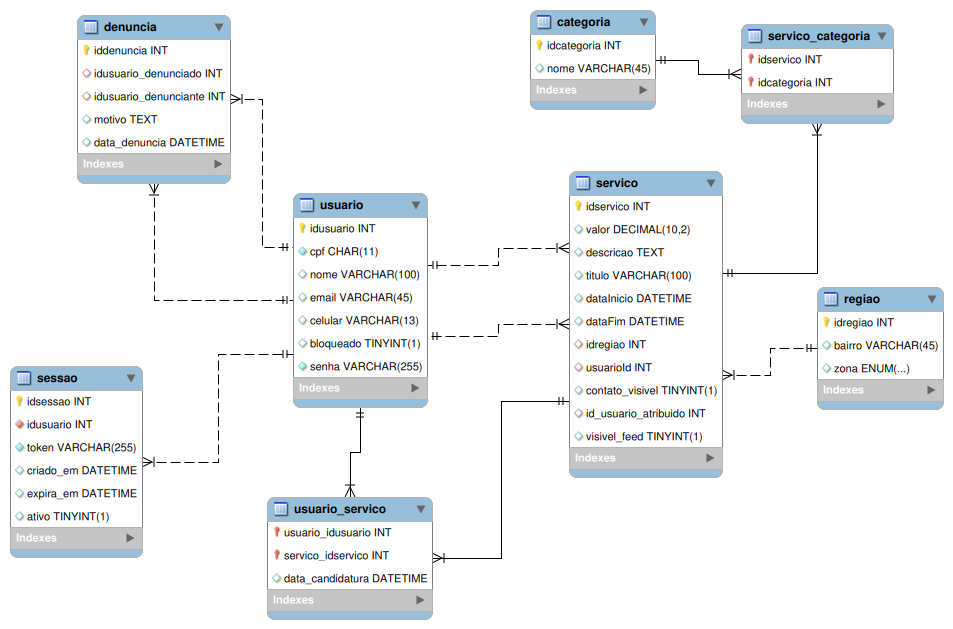 denuncia
iddenuncia INT
idusuario_denunciado INT
idusuario_denunciante INT
motivo TEXT
data_denuncia DATETIME
Indexes
categoria
idcategoria INT
nome VARCHAR(45)
Indexes
servico_categoria
idservico INT
idcategoria INT
Indexes
usuario
idusuario INT
cpf CHAR(11)
nome VARCHAR(100)
email VARCHAR(45)
celular VARCHAR(13)
bloqueado TINYINT(1)
senha VARCHAR(255)
Indexes
servico
idservico INT
valor DECIMAL(10,2)
descricao TEXT
titulo VARCHAR(100)
dataInicio DATETIME
dataFim DATETIME
idregiao INT
usuarioId INT
contato_visivel TINYINT(1)
id_usuario_atribuido INT
visivel_feed TINYINT(1)
Indexes
regiao
idregiao INT
bairro VARCHAR(45)
zona ENUM(...)
Indexes
sessao
idsessao INT
idusuario INT
token VARCHAR(255)
criado_em DATETIME
expira_em DATETIME
ativo TINYINT(1)
Indexes
usuario_servico
usuario_idusuario INT
servico_idservico INT
data_candidatura DATETIME
Indexes